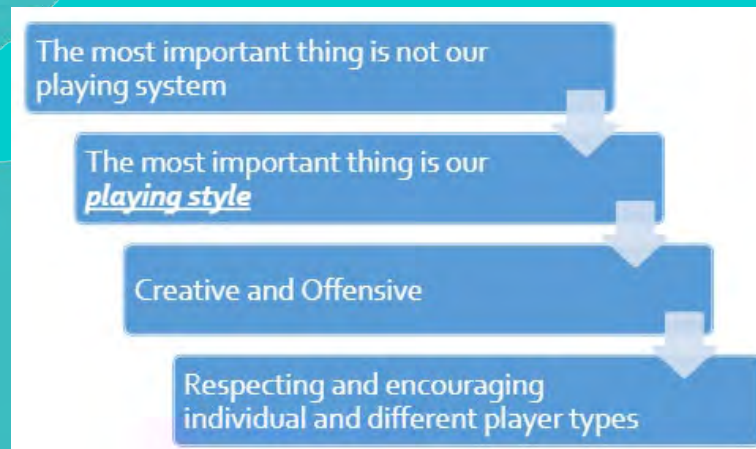 The most important thing is not our
playing system
The most important thing is our
playing style
Creative and Offensive
Respecting and encouraging
individual and different player types